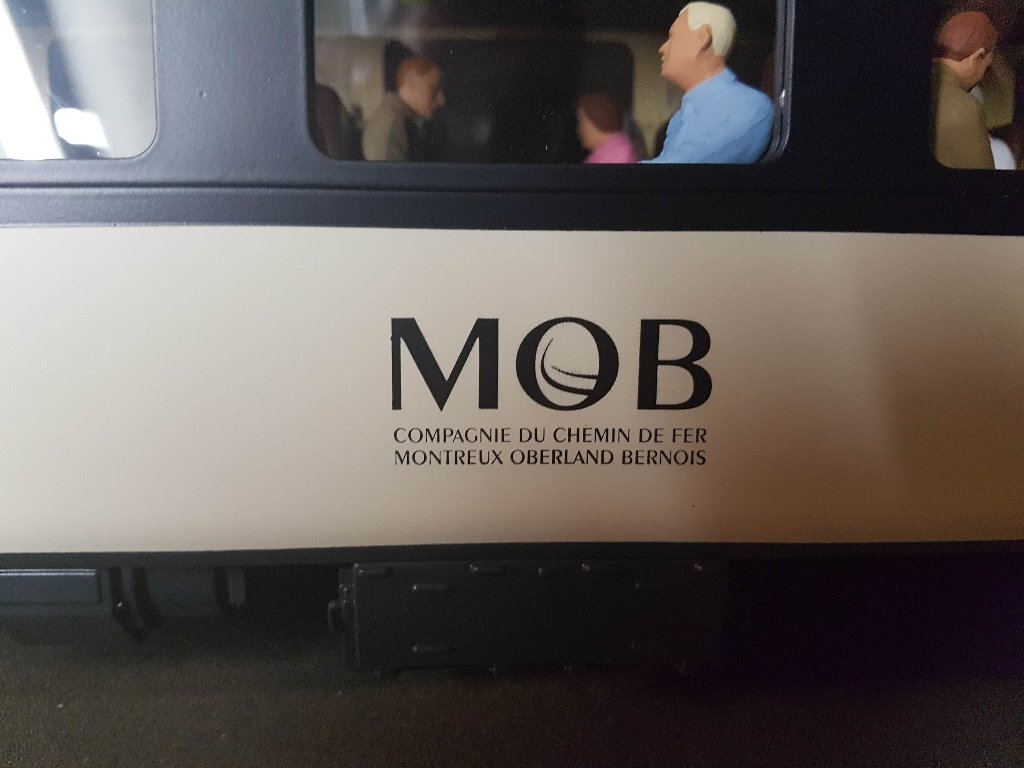 MOB
COMPAGNIE DU CHEMIN DE FER
MONTREUX OBERLAND BERNOIS